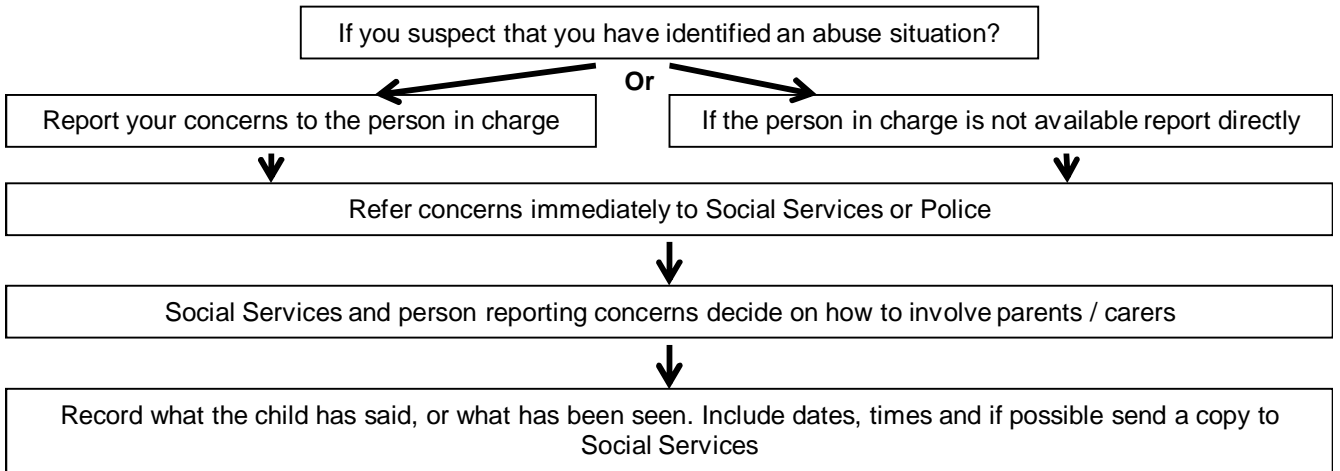 If you suspect that you have identified an abuse situation?
Or
Report your concerns to the person in charge
If the person in charge is not available report directly
Refer concerns immediately to Social Services or Police
Social Services and person reporting concerns decide on how to involve parents / carers
Record what the child has said, or what has been seen. Include dates, times and if possible send a copy to
Social Services